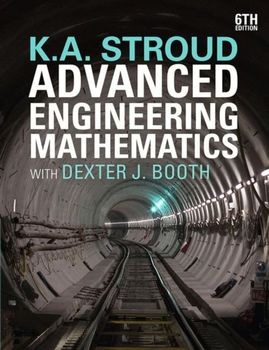 6TH
EDITION
K.A. STROUD
ADVANCED
ENGINEERING
MATHEMATICS
WITH DEXTER J. BOOTH